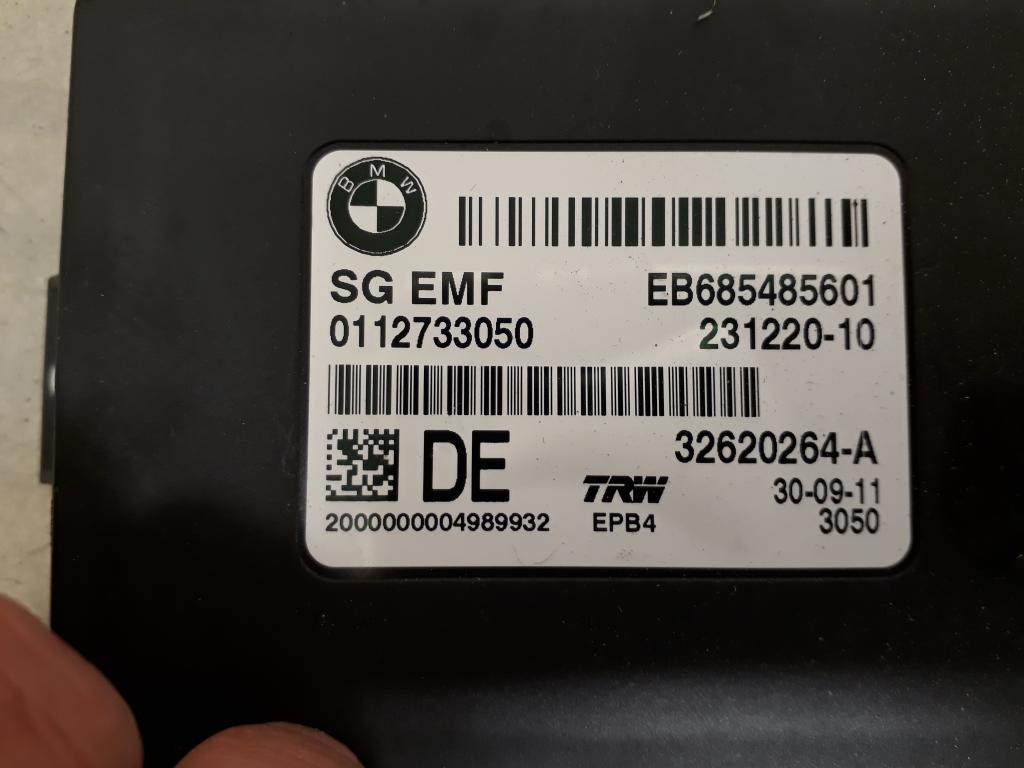 BMW
SG EMF EB685485601
0112733050 231220-10
DE 32620264-A
TRW 30-09-11
2000000004989932 EPB4 3050